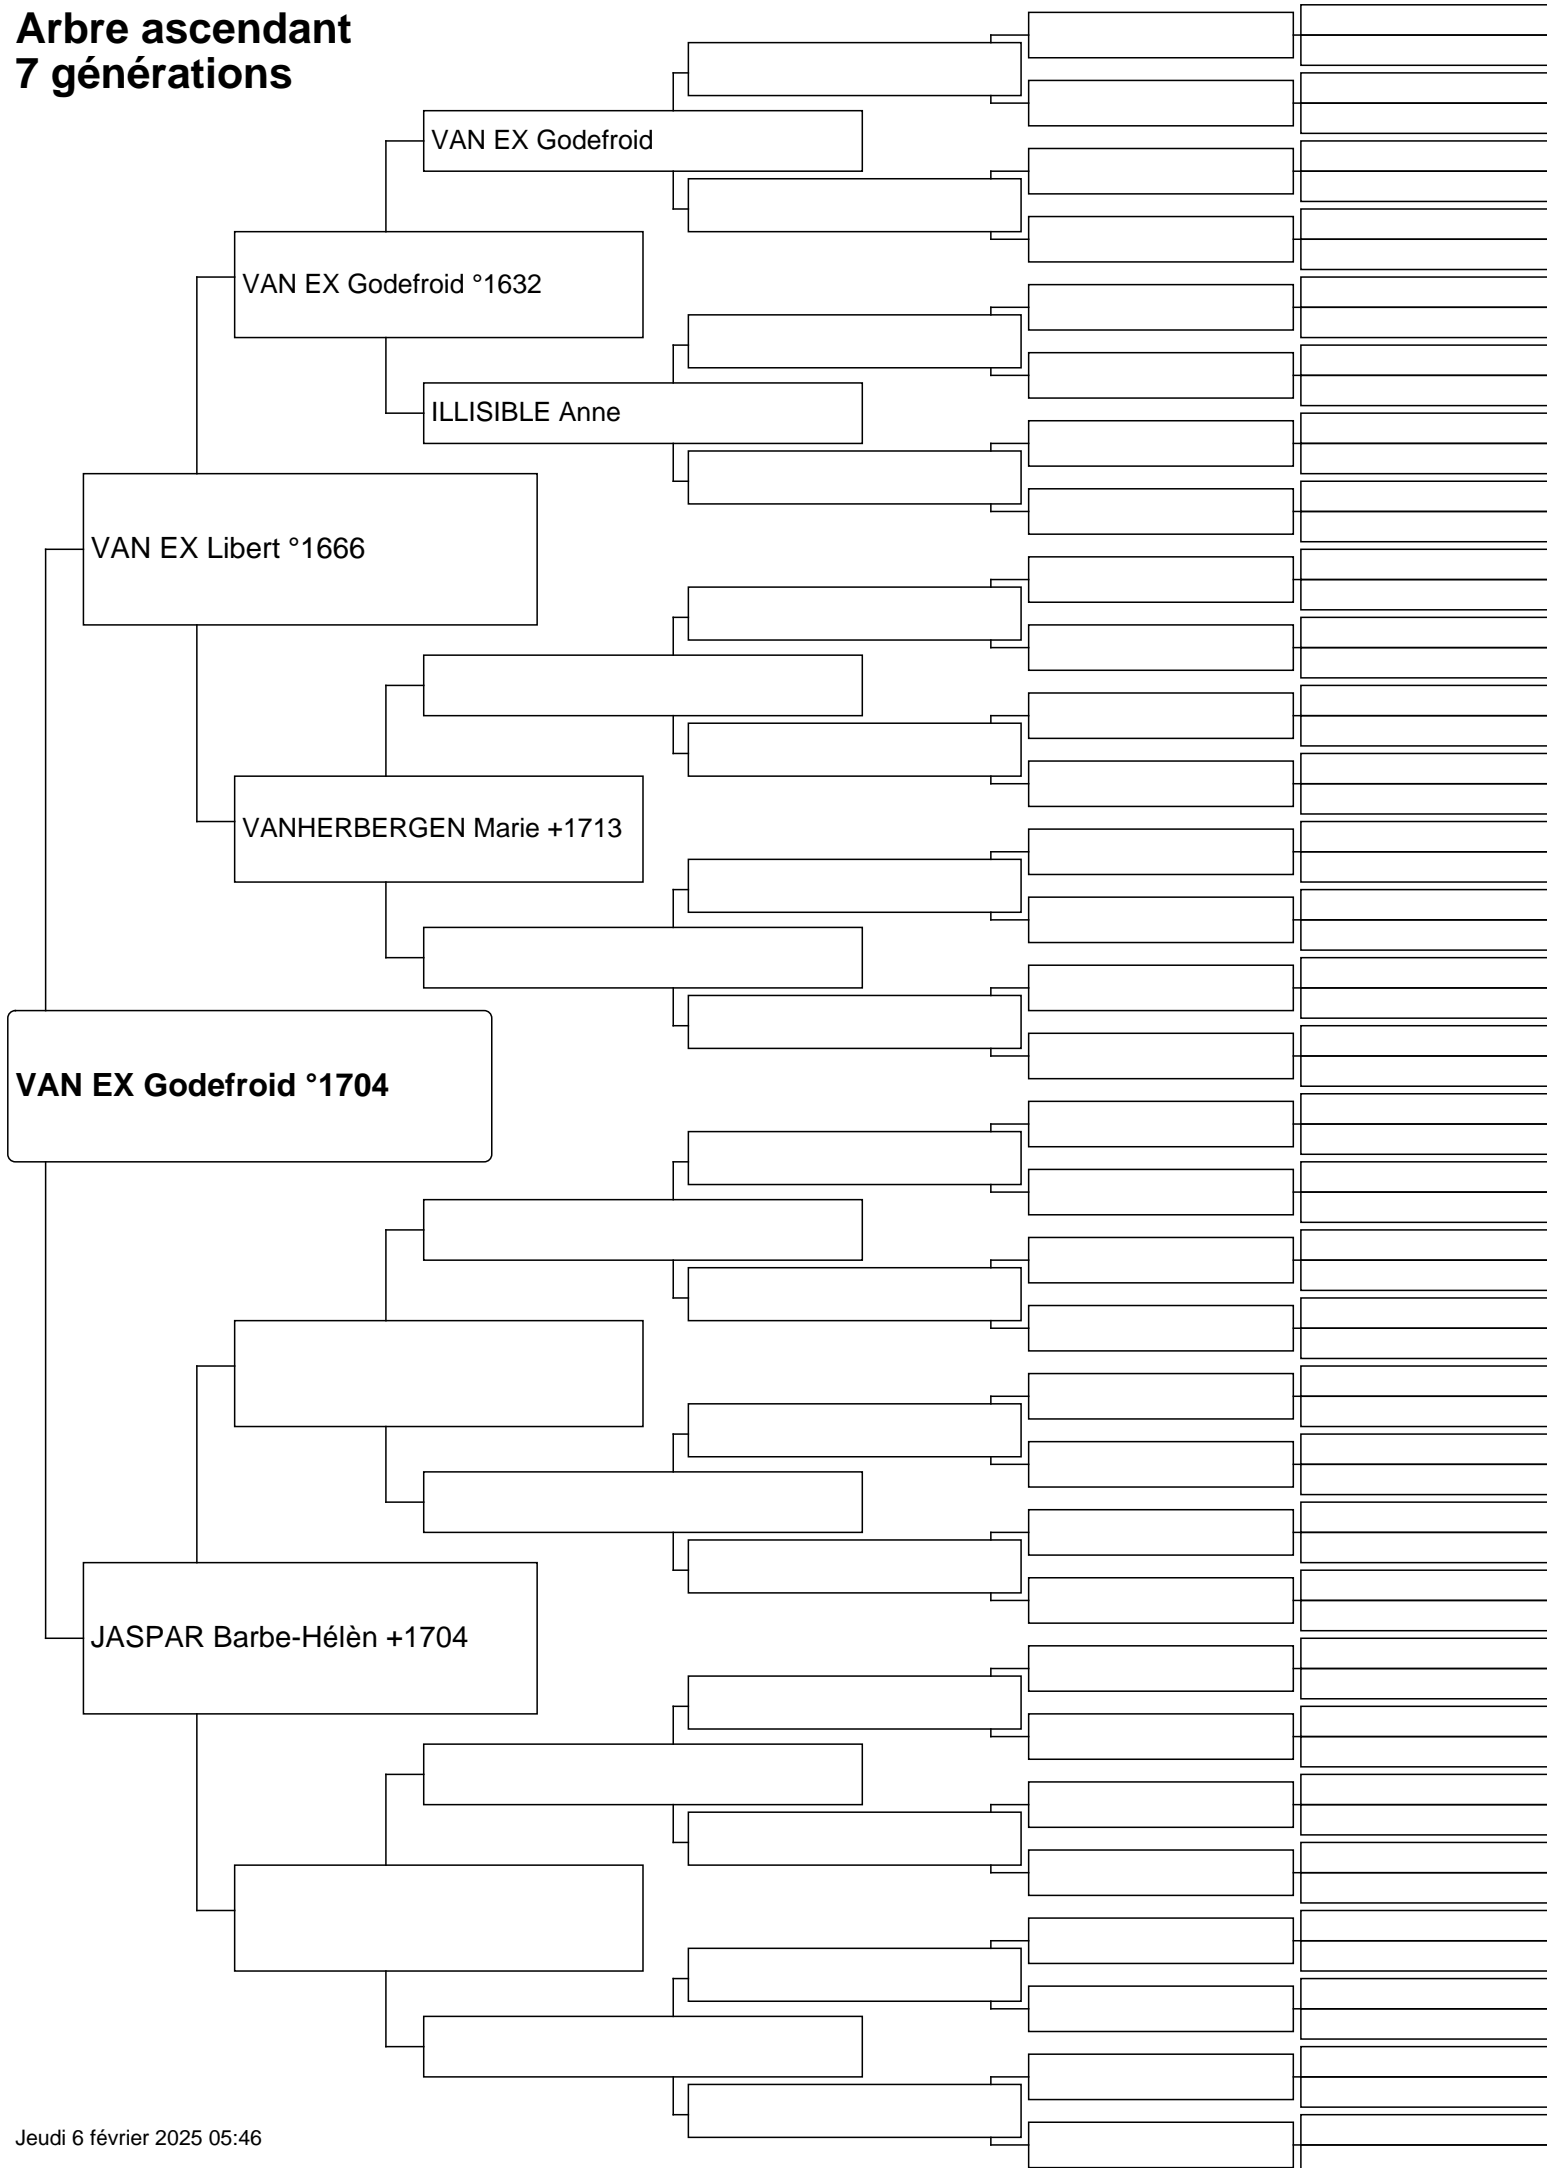 Arbre ascendant
7 générations
VAN EX Godefroid
VAN EX Godefroid °1632
ILLISIBLE Anne
VAN EX Libert °1666
VANHERBERGEN Marie +1713
VAN EX Godefroid °1704
JASPAR Barbe-Hélèn +1704
Jeudi 6 février 2025 05:46